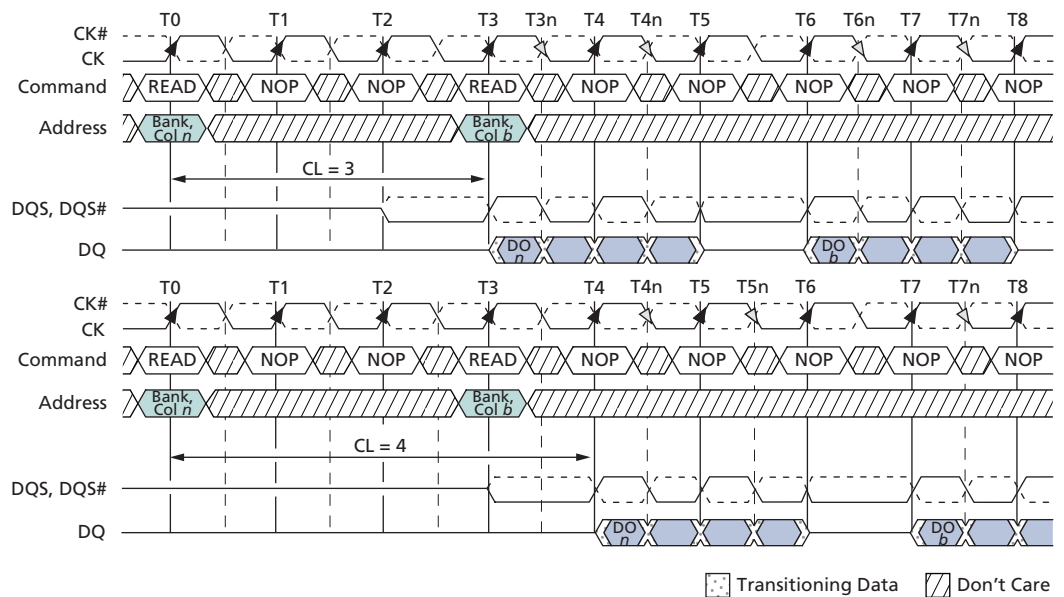 T0 T1 T2 T3 T3n T4 T4n T5 T6 T6n T7 T7n T8
CK#
CK
Command READ NOP NOP READ NOP NOP NOP NOP NOP
Address Bank, Col n Bank, Col b
CL = 3
DQS, DQS#
DQ DO n DO b
T0 T1 T2 T3 T4 T4n T5 T5n T6 T7 T7n T8
CK#
CK
Command READ NOP NOP READ NOP NOP NOP NOP NOP
Address Bank, Col n Bank, Col b
CL = 4
DQS, DQS#
DQ DO n DO b
Transitioning Data Don't Care